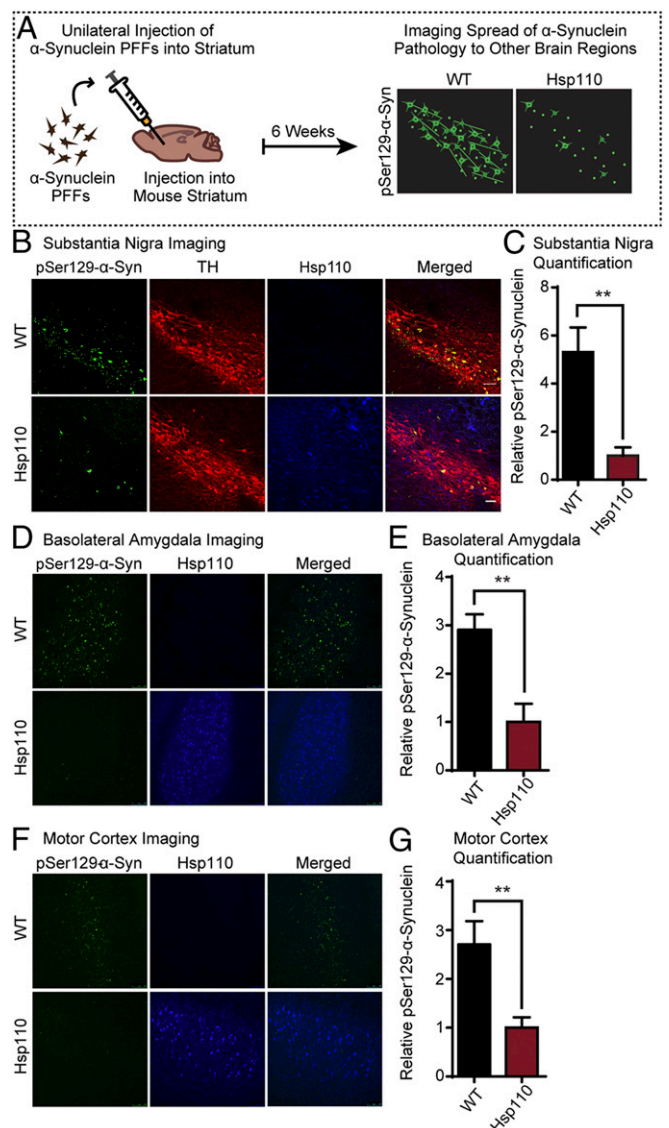 A
Unilateral Injection of
α-Synuclein PFFs into Striatum
Imaging Spread of α-Synuclein
Pathology to Other Brain Regions
WT
Hsp110
6 Weeks
pSer129-α-Syn
α-Synuclein
PFFs
Injection into
Mouse Striatum
B Substantia Nigra Imaging
pSer129-α-Syn TH Hsp110 Merged
WT
Hsp110
C Substantia Nigra
Quantification
Relative pSer129-α-Synuclein
8
6
4
2
0
**
WT
Hsp110
D Basolateral Amygdala Imaging
pSer129-α-Syn Hsp110 Merged
WT
Hsp110
E Basolateral Amygdala
Quantification
Relative pSer129-α-Synuclein
4
3
2
1
0
**
WT
Hsp110
F Motor Cortex Imaging
pSer129-α-Syn Hsp110 Merged
WT
Hsp110
G Motor Cortex
Quantification
Relative pSer129-α-Synuclein
4
3
2
1
0
**
WT
Hsp110